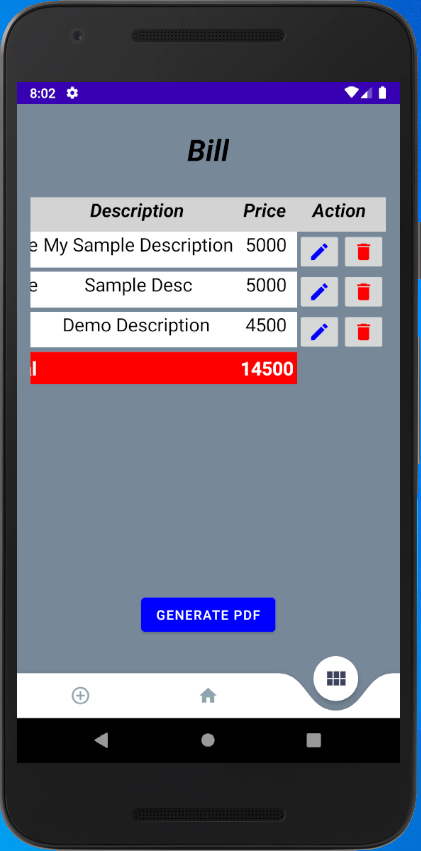 8:02
Bill
Description Price Action
e My Sample Description 5000
e Sample Desc 5000
Demo Description 4500
l 14500
GENERATE PDF